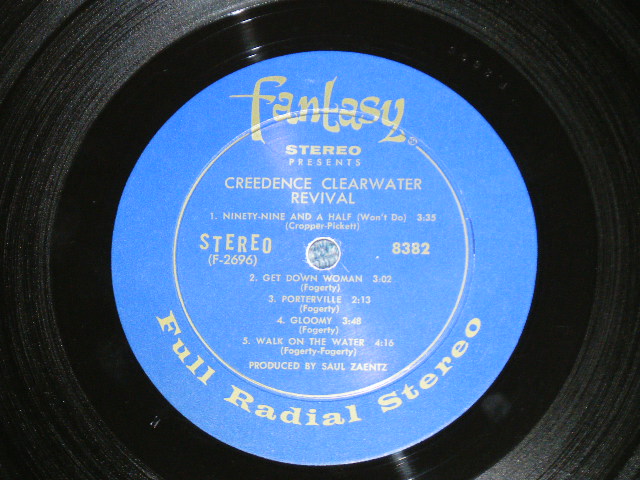 Fantasy
STEREO
PRESENTS
CREEDENCE CLEARWATER
REVIVAL
1. NINETY-NINE AND A HALF (Won't Do) 3:35
(Cropper-Pickett)
STEREO 8382
(F-2696)
2. GET DOWN WOMAN 3:02
(Fogerty)
3. PORTERVILLE 2:13
(Fogerty)
4. GLOOMY 3:48
(Fogerty)
5. WALK ON THE WATER 4:16
(Fogerty-Fogerty)
PRODUCED BY SAUL ZAENTZ
Full Radial Stereo